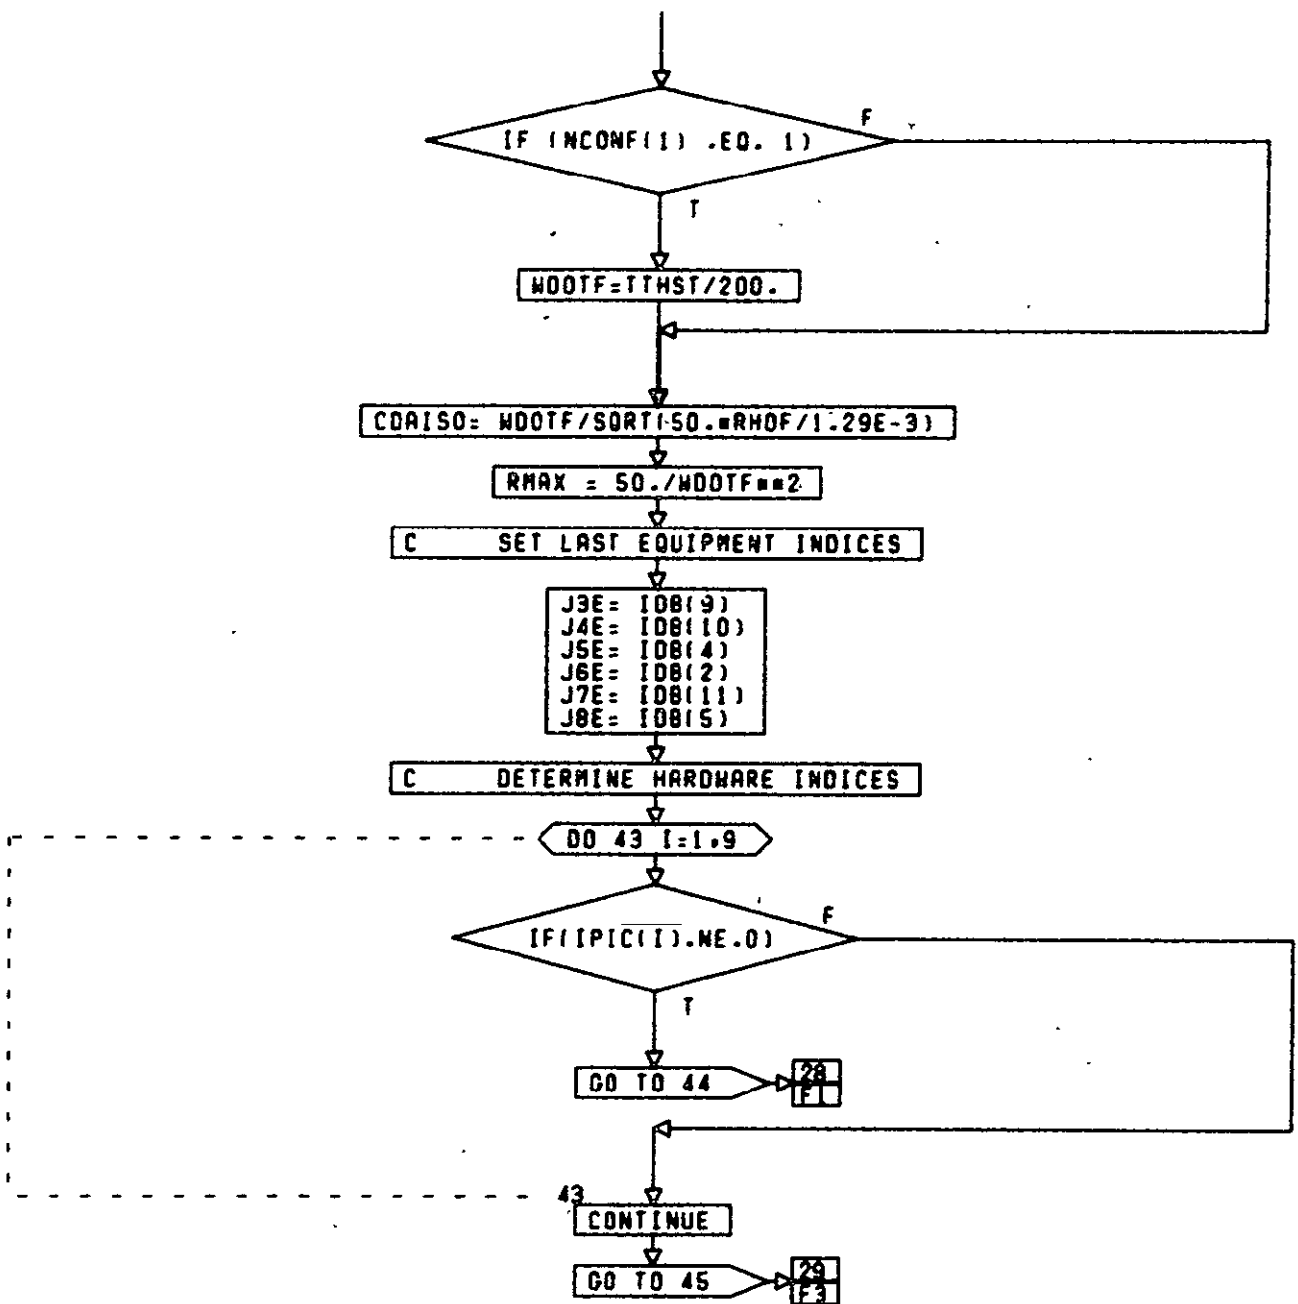 IF (NCONF(1) .EQ. 1)
F
T
WDOTF=TTHST/200.
CDAISO= WDOTF/SQRT(50.*RHOF/1.29E-3)
RMAX = 50./WDOTF**2
C SET LAST EQUIPMENT INDICES
J3E= IDB(9)
J4E= IDB(10)
J5E= IDB(4)
J6E= IDB(2)
J7E= IDB(11)
J8E= IDB(5)
C DETERMINE HARDWARE INDICES
DO 43 I=1,9
IF(IPIC(I).NE.0)
F
T
GO TO 44
28
F1
43
CONTINUE
GO TO 45
29
F3